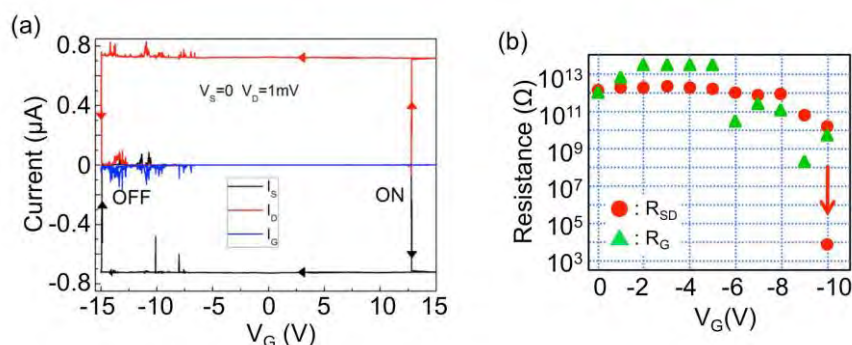 (a)
0.8
0.4
0
-0.4
-0.8
Current (µA)
V_S=0 V_D=1mV
OFF
ON
I_S
I_D
I_G
-15 -10 -5 0 5 10 15
V_G (V)
(b)
10^13
10^11
10^9
10^7
10^5
10^3
Resistance (Ω)
: R_SD
: R_G
0 -2 -4 -6 -8 -10
V_G(V)